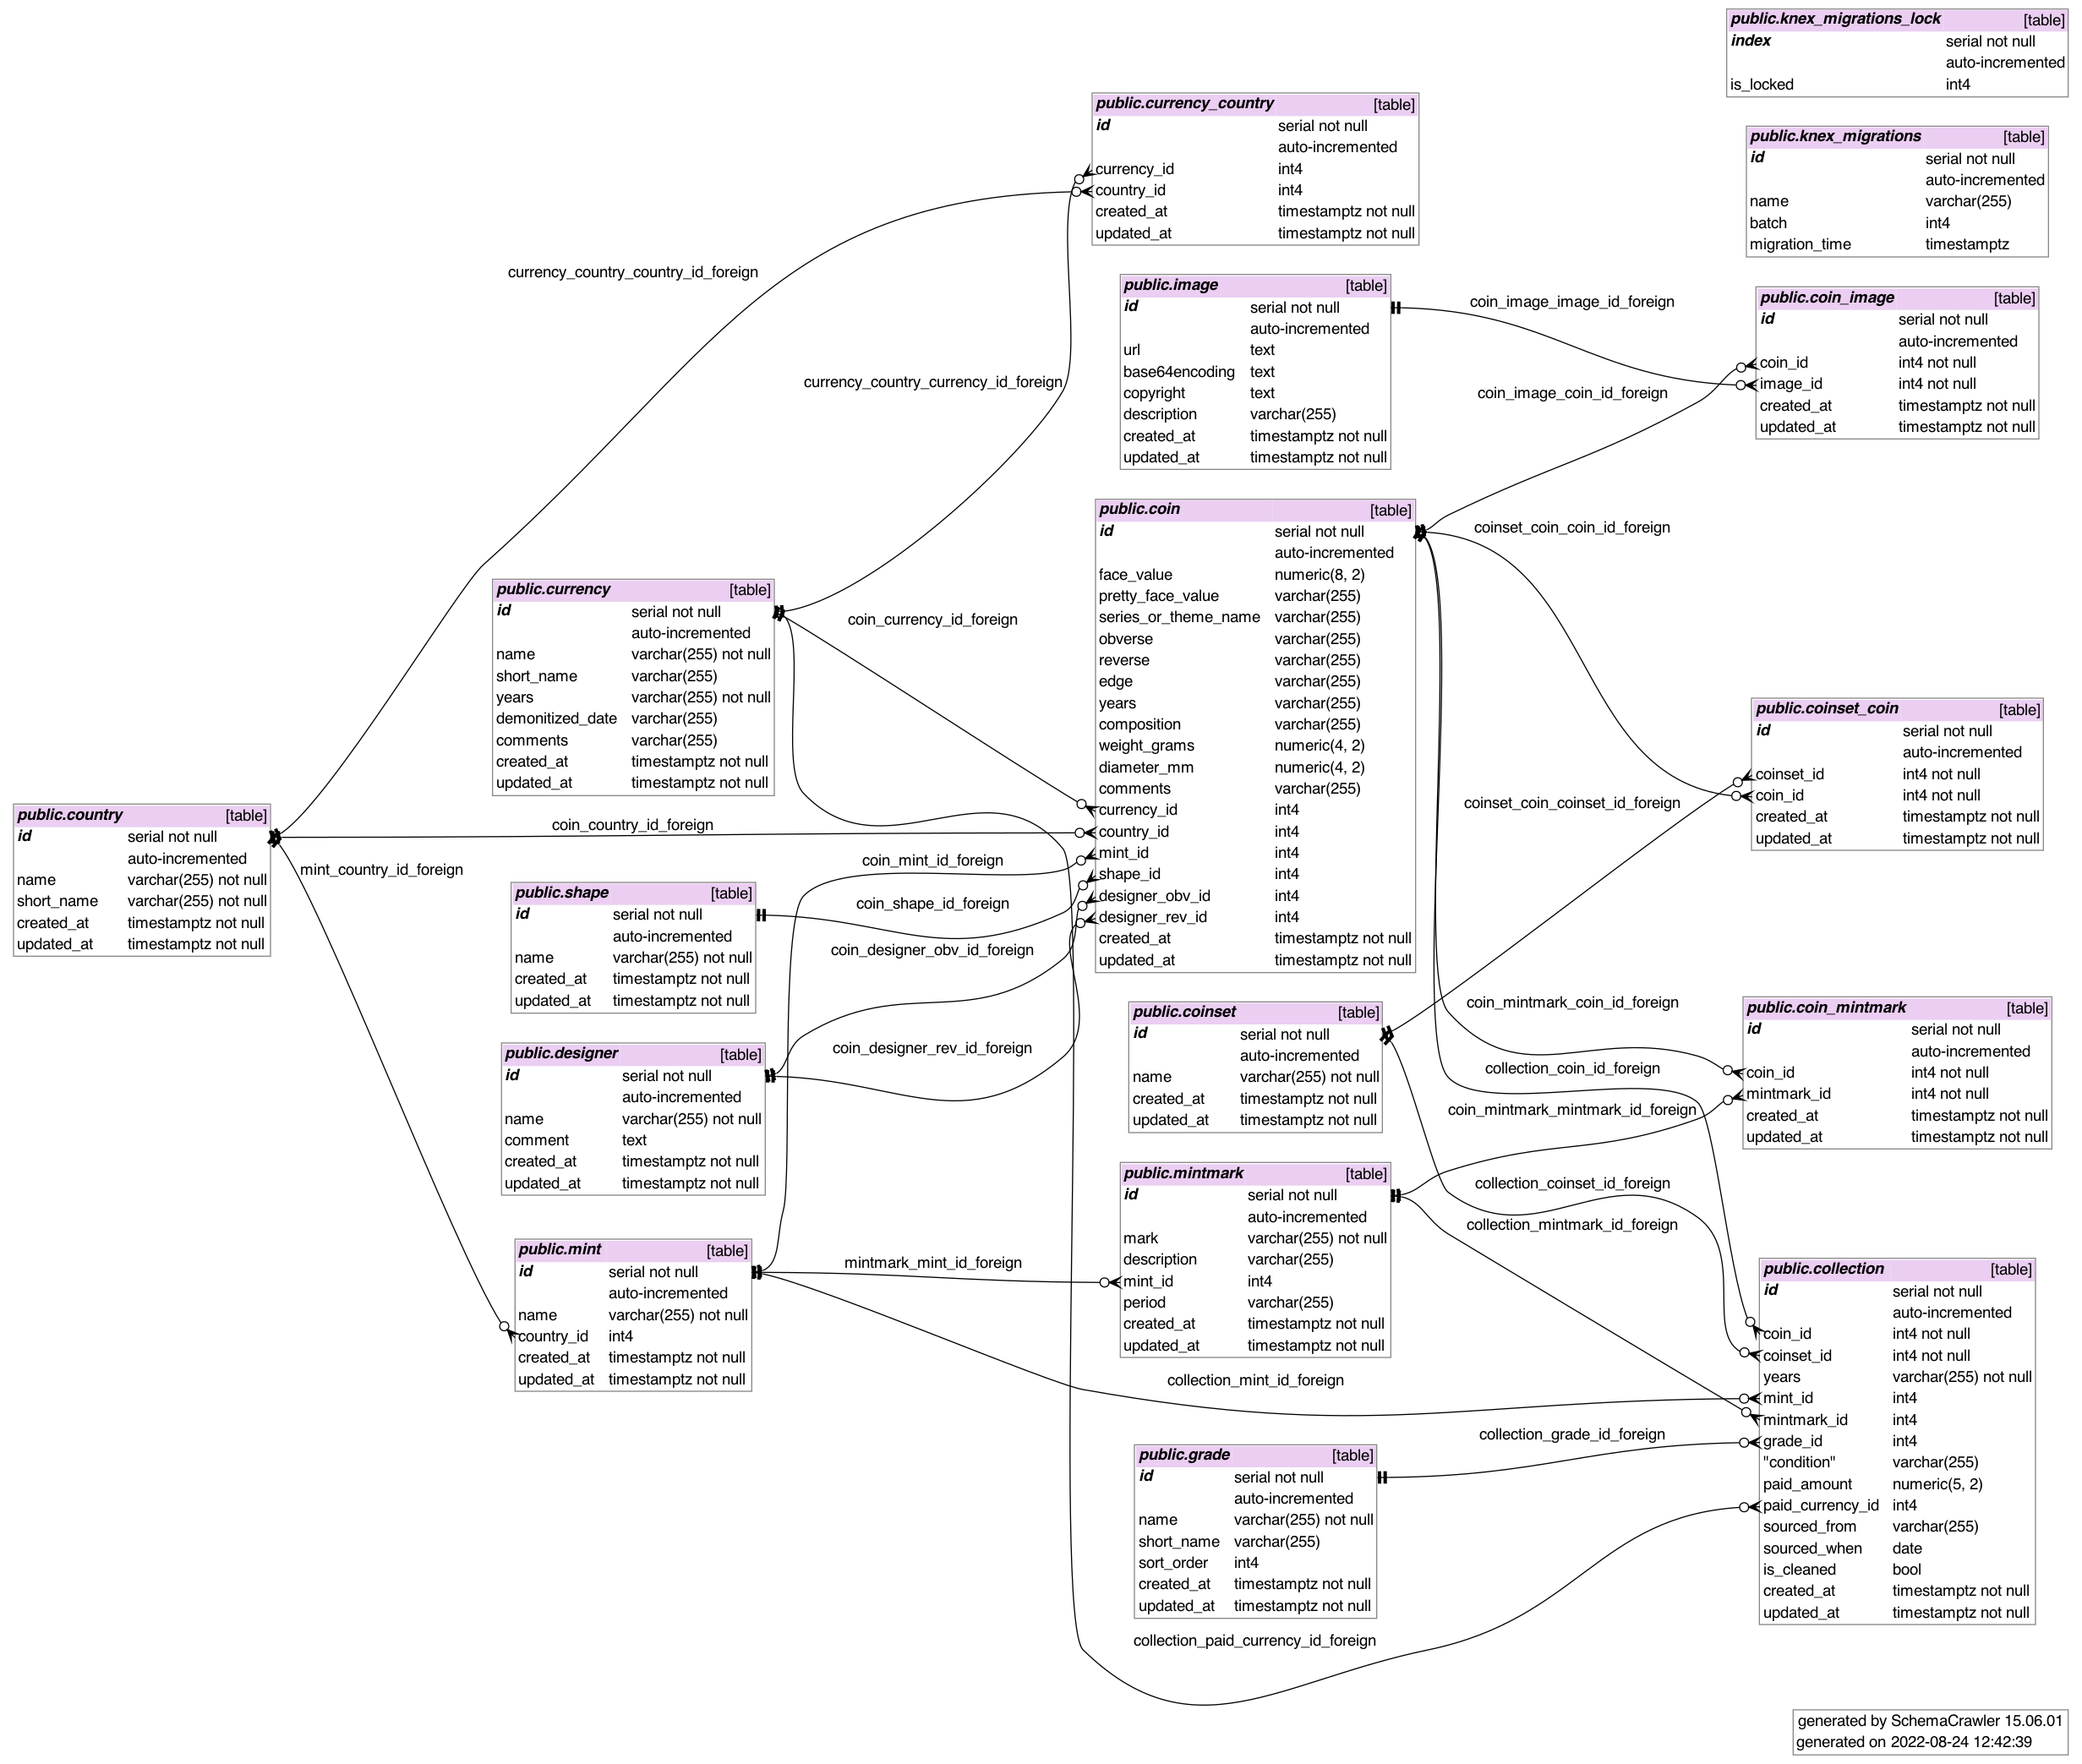 public.knex_migrations_lock [table]
index serial not null
auto-incremented
is_locked int4
public.knex_migrations [table]
id serial not null
auto-incremented
name varchar(255)
batch int4
migration_time timestamptz
public.currency_country [table]
id serial not null
auto-incremented
currency_id int4
country_id int4
created_at timestamptz not null
updated_at timestamptz not null
currency_country_country_id_foreign
currency_country_currency_id_foreign
public.image [table]
id serial not null
auto-incremented
url text
base64encoding text
copyright text
description varchar(255)
created_at timestamptz not null
updated_at timestamptz not null
coin_image_image_id_foreign
coin_image_coin_id_foreign
public.coin_image [table]
id serial not null
auto-incremented
coin_id int4 not null
image_id int4 not null
created_at timestamptz not null
updated_at timestamptz not null
public.coin [table]
id serial not null
auto-incremented
face_value numeric(8, 2)
pretty_face_value varchar(255)
series_or_theme_name varchar(255)
obverse varchar(255)
reverse varchar(255)
edge varchar(255)
years varchar(255)
composition varchar(255)
weight_grams numeric(4, 2)
diameter_mm numeric(4, 2)
comments varchar(255)
currency_id int4
country_id int4
mint_id int4
shape_id int4
designer_obv_id int4
designer_rev_id int4
created_at timestamptz not null
updated_at timestamptz not null
coinset_coin_coin_id_foreign
public.currency [table]
id serial not null
auto-incremented
name varchar(255) not null
short_name varchar(255)
years varchar(255) not null
demonitized_date varchar(255)
comments varchar(255)
created_at timestamptz not null
updated_at timestamptz not null
coin_currency_id_foreign
public.coinset_coin [table]
id serial not null
auto-incremented
coinset_id int4 not null
coin_id int4 not null
created_at timestamptz not null
updated_at timestamptz not null
coinset_coin_coinset_id_foreign
public.country [table]
id serial not null
auto-incremented
name varchar(255) not null
short_name varchar(255) not null
created_at timestamptz not null
updated_at timestamptz not null
coin_country_id_foreign
mint_country_id_foreign
coin_mint_id_foreign
public.shape [table]
id serial not null
auto-incremented
name varchar(255) not null
created_at timestamptz not null
updated_at timestamptz not null
coin_shape_id_foreign
coin_designer_obv_id_foreign
coin_designer_rev_id_foreign
public.designer [table]
id serial not null
auto-incremented
name varchar(255) not null
comment text
created_at timestamptz not null
updated_at timestamptz not null
public.coinset [table]
id serial not null
auto-incremented
name varchar(255) not null
created_at timestamptz not null
updated_at timestamptz not null
coin_mintmark_coin_id_foreign
collection_coin_id_foreign
coin_mintmark_mintmark_id_foreign
public.coin_mintmark [table]
id serial not null
auto-incremented
coin_id int4 not null
mintmark_id int4 not null
created_at timestamptz not null
updated_at timestamptz not null
collection_coinset_id_foreign
collection_mintmark_id_foreign
public.mint [table]
id serial not null
auto-incremented
name varchar(255) not null
country_id int4
created_at timestamptz not null
updated_at timestamptz not null
mintmark_mint_id_foreign
public.mintmark [table]
id serial not null
auto-incremented
mark varchar(255) not null
description varchar(255)
mint_id int4
period varchar(255)
created_at timestamptz not null
updated_at timestamptz not null
collection_mint_id_foreign
collection_grade_id_foreign
public.grade [table]
id serial not null
auto-incremented
name varchar(255) not null
short_name varchar(255)
sort_order int4
created_at timestamptz not null
updated_at timestamptz not null
collection_paid_currency_id_foreign
public.collection [table]
id serial not null
auto-incremented
coin_id int4 not null
coinset_id int4 not null
years varchar(255) not null
mint_id int4
mintmark_id int4
grade_id int4
"condition" varchar(255)
paid_amount numeric(5, 2)
paid_currency_id int4
sourced_from varchar(255)
sourced_when date
is_cleaned bool
created_at timestamptz not null
updated_at timestamptz not null
generated by SchemaCrawler 15.06.01
generated on 2022-08-24 12:42:39